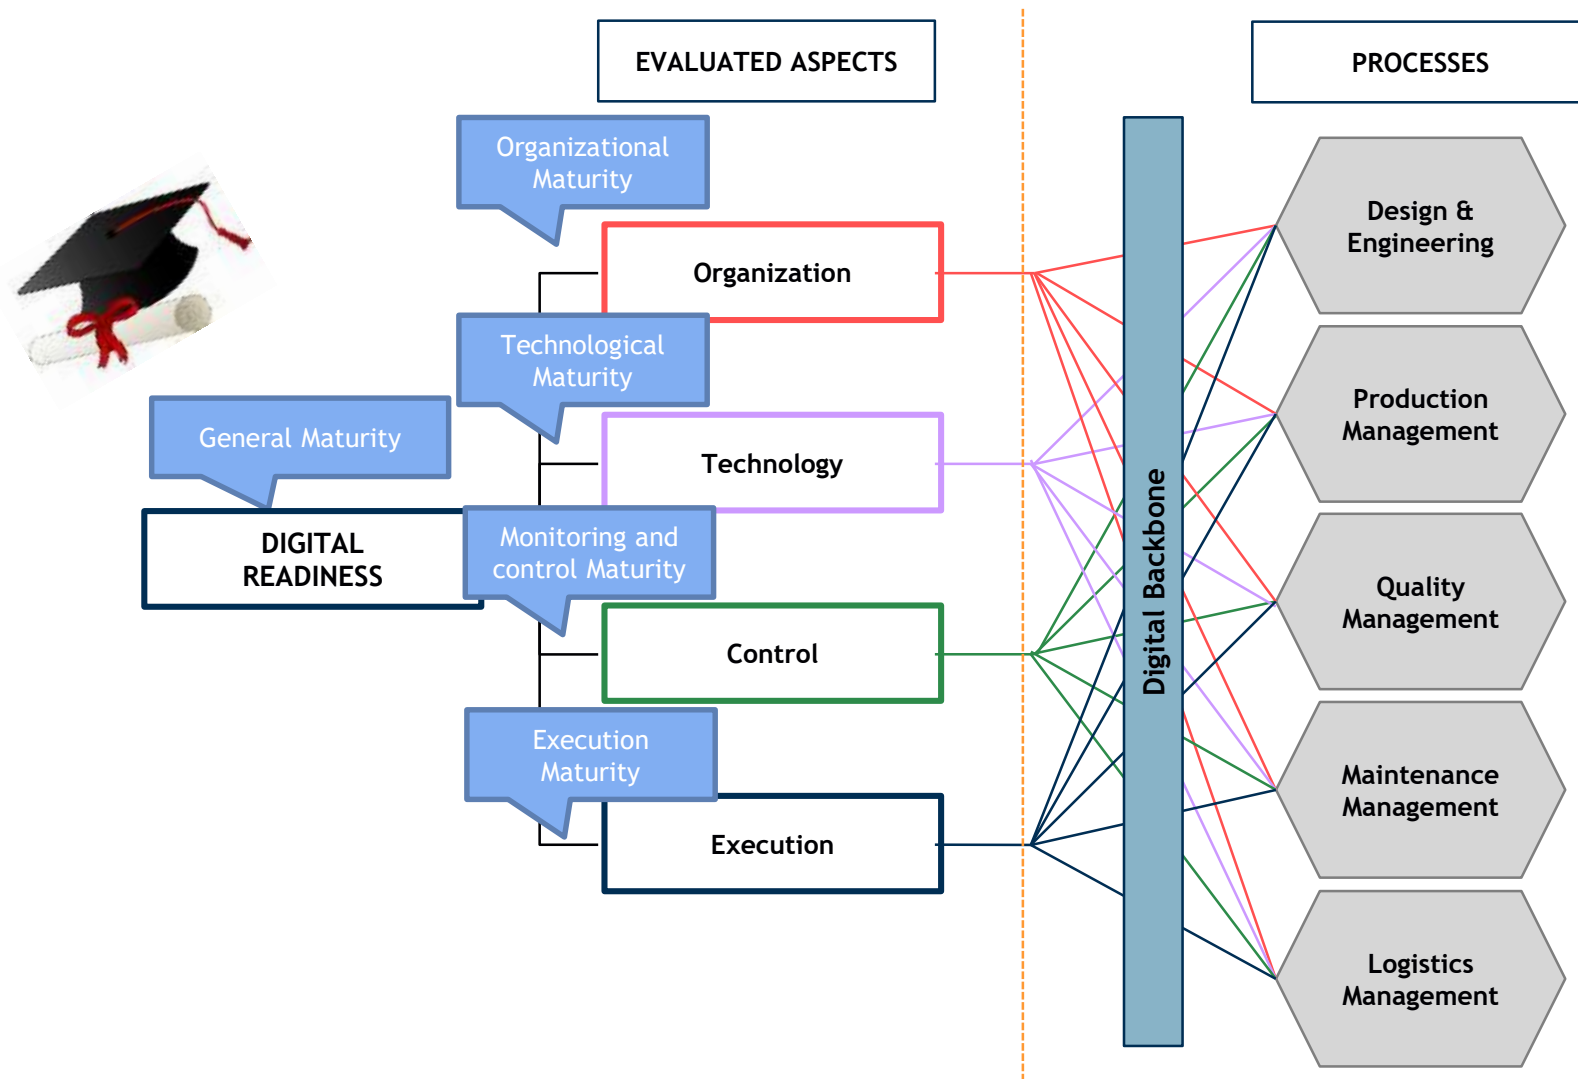 EVALUATED ASPECTS
PROCESSES
Organizational
Maturity
Organization
Technological
Maturity
General Maturity
Technology
DIGITAL
READINESS
Monitoring and
control Maturity
Control
Execution
Maturity
Execution
Digital Backbone
Design &
Engineering
Production
Management
Quality
Management
Maintenance
Management
Logistics
Management